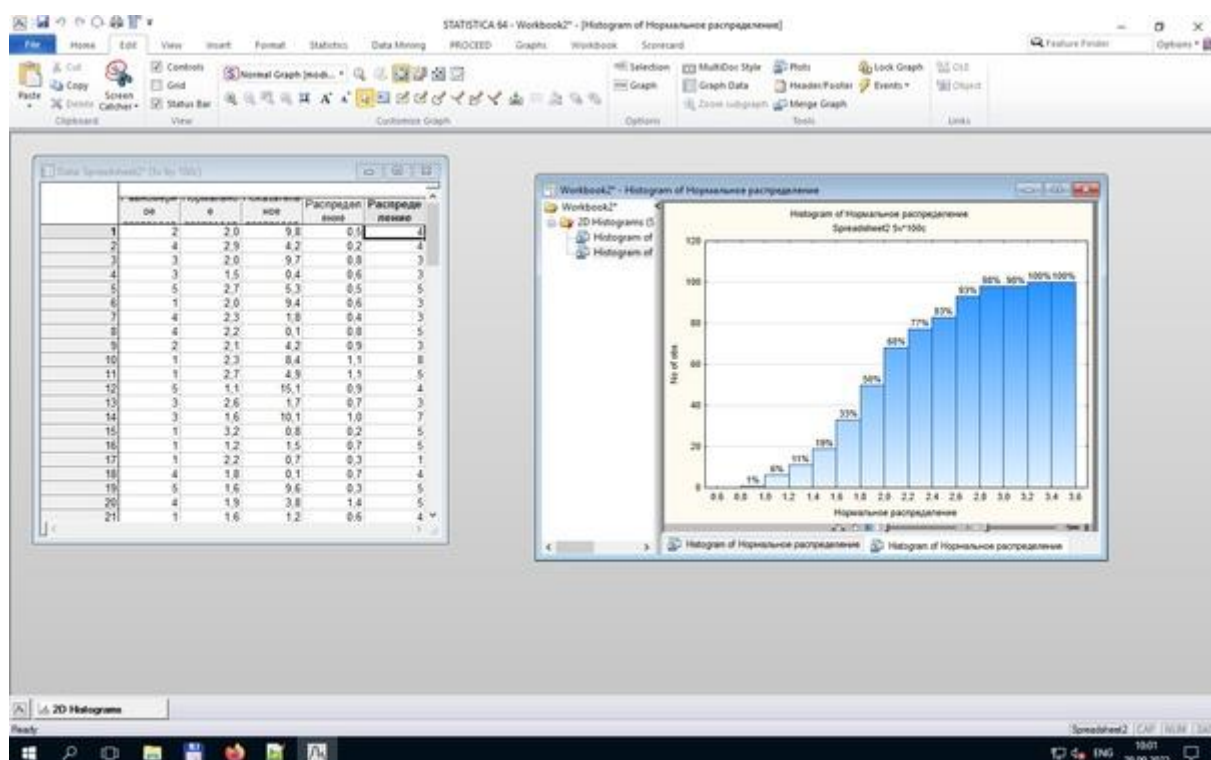 STATISTICA 64 - Workbook2* - [Histogram of Нормальное распределение]
File Home Edit View Insert Format Statistics Data Mining PROCEED Graphs Workbook Scorecard Feature Finder Options
Cut Controls Normal Graph (modi... Selection MultiDoc Style Plots Lock Graph OLE
Paste Copy Screen Catcher Grid Graph Graph Data Header/Footer Events Object
Delete Status Bar Zoom subgraph Merge Graph
Clipboard View Customize Graph Options Tools Links
Data: Spreadsheet2* (5v by 100c)
Распределение Распределение
1 2 2,0 9,8 0,5 4
2 4 2,9 4,2 0,2 4
3 3 2,0 9,7 0,8 3
4 3 1,5 0,4 0,6 3
5 5 2,7 5,3 5
6 1 2,0 9,4 0,6 3
7 4 2,3 1,8 0,4 3
8 4 2,2 0,1 0,8 5
9 2 2,1 4,2 0,9 3
10 1 2,3 8,4 1,1 8
11 1 2,7 4,9 1,1 5
12 5 1,1 15,1 0,9 4
13 3 2,6 1,7 0,7 3
14 3 1,6 10,1 1,0 7
15 1 3,2 0,8 0,2 5
16 1 1,2 1,5 0,7 5
17 1 2,2 0,7 0,3 1
18 4 1,8 0,1 0,7 4
19 5 1,6 9,6 0,3 5
20 4 1,9 3,8 1,4 5
21 1 1,6 1,2 0,6 4
Workbook2* - Histogram of Нормальное распределение
Workbook2*
2D Histograms (S
Histogram of
Histogram of
Histogram of Нормальное распределение
Spreadsheet2 5v*100c
No of obs
120
100
80
60
40
20
0
1% 6% 11% 19% 33% 50% 68% 77% 83% 93% 98% 98% 100% 100%
0,6 0,8 1,0 1,2 1,4 1,6 1,8 2,0 2,2 2,4 2,6 2,8 3,0 3,2 3,4 3,6
Нормальное распределение
Histogram of Нормальное распределение Histogram of Нормальное распределение
2D Histograms
Ready Spreadsheet2 CAP NUM
ENG 10:01